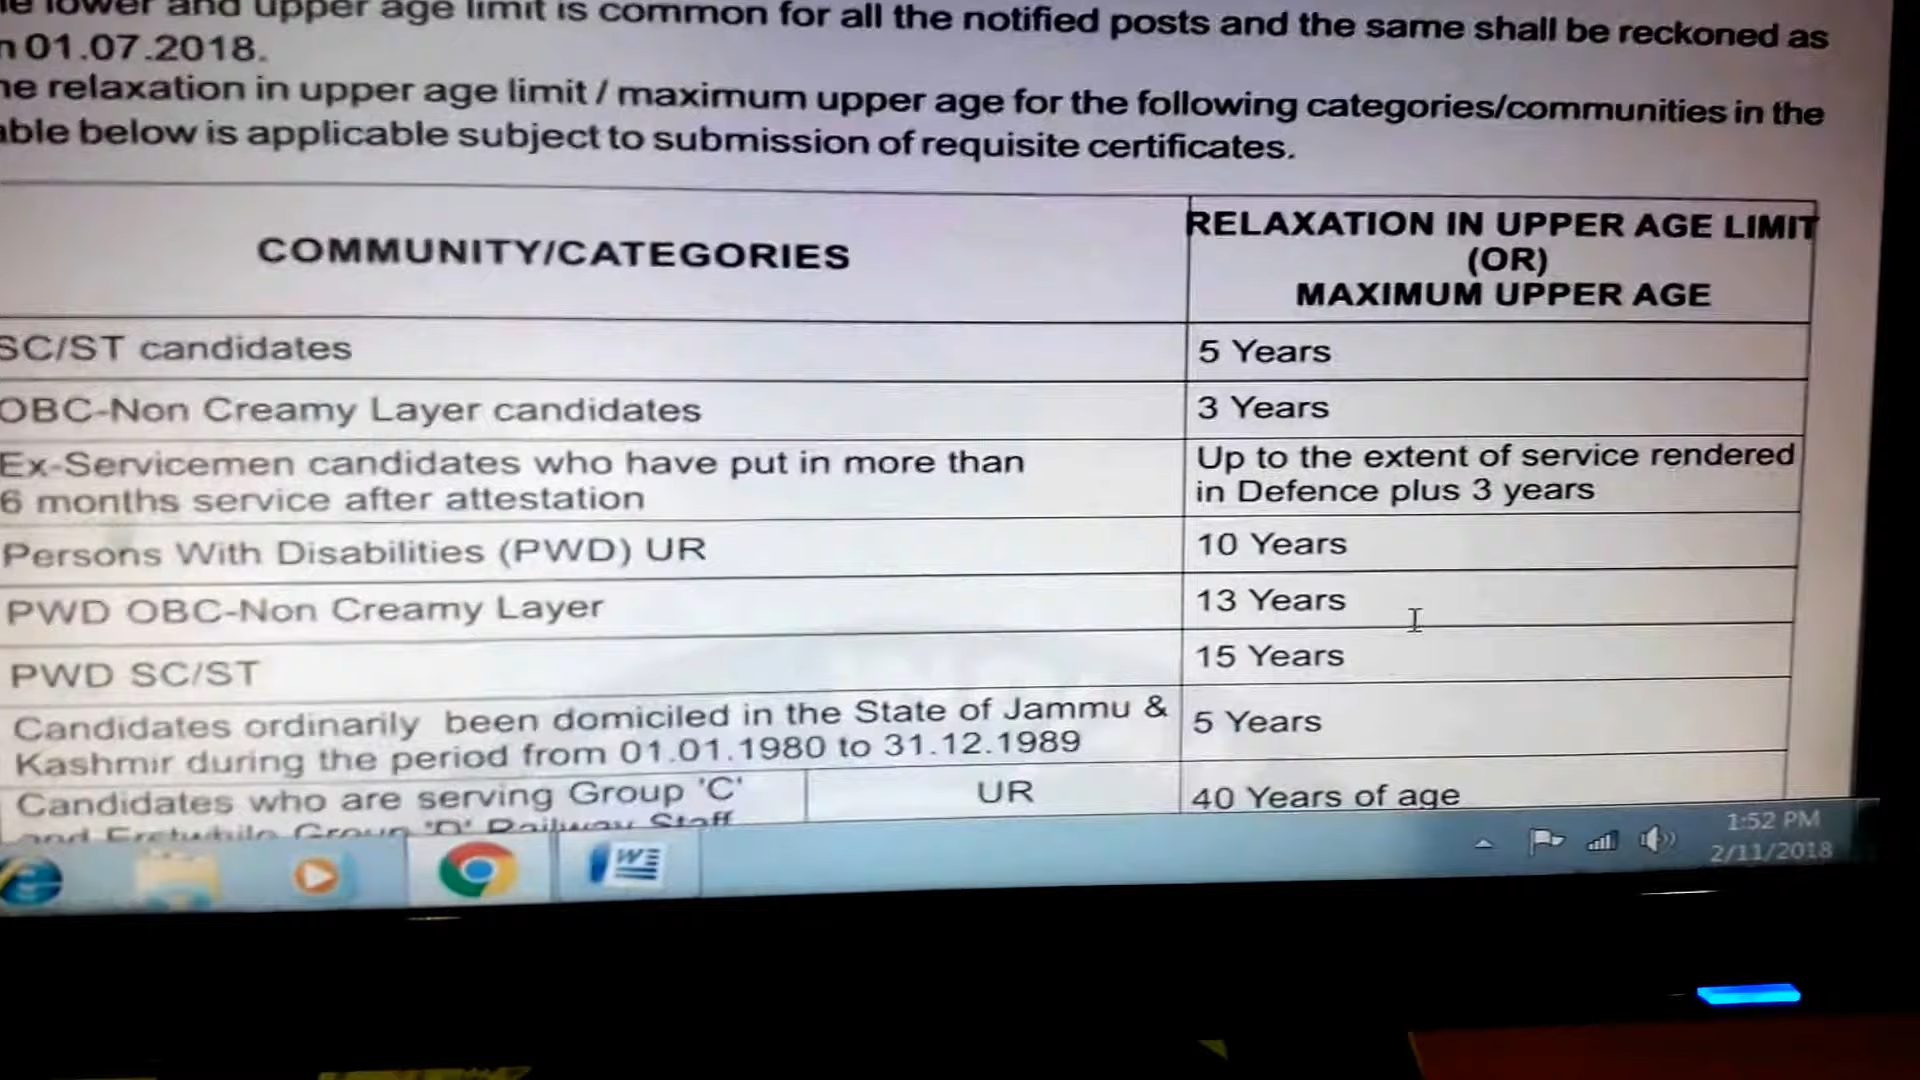 lower and upper age limit is common for all the notified posts and the same shall be reckoned as
01.07.2018.
relaxation in upper age limit / maximum upper age for the following categories/communities in the
below is applicable subject to submission of requisite certificates.
COMMUNITY/CATEGORIES
RELAXATION IN UPPER AGE LIMIT
(OR)
MAXIMUM UPPER AGE
SC/ST candidates
5 Years
OBC-Non Creamy Layer candidates
3 Years
Ex-Servicemen candidates who have put in more than
6 months service after attestation
Up to the extent of service rendered
in Defence plus 3 years
Persons With Disabilities (PWD) UR
10 Years
PWD OBC-Non Creamy Layer
13 Years
PWD SC/ST
15 Years
Candidates ordinarily been domiciled in the State of Jammu &
Kashmir during the period from 01.01.1980 to 31.12.1989
5 Years
Candidates who are serving Group 'C'
and Erstwhile Group 'D' Railway Staff
UR
40 Years of age
1:52 PM
2/11/2018